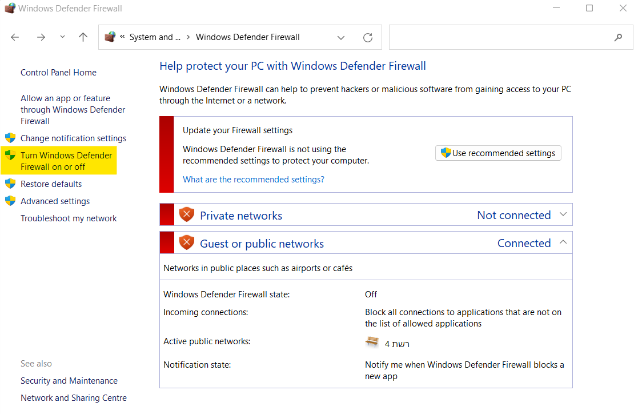 Windows Defender Firewall
« System and ... › Windows Defender Firewall
Control Panel Home
Allow an app or feature
through Windows Defender
Firewall
Change notification settings
Turn Windows Defender
Firewall on or off
Restore defaults
Advanced settings
Troubleshoot my network
See also
Security and Maintenance
Network and Sharing Centre
Help protect your PC with Windows Defender Firewall
Windows Defender Firewall can help to prevent hackers or malicious software from gaining access to your PC
through the Internet or a network.
Update your Firewall settings
Windows Defender Firewall is not using the
recommended settings to protect your computer.
Use recommended settings
What are the recommended settings?
Private networks Not connected
Guest or public networks Connected
Networks in public places such as airports or cafés
Windows Defender Firewall state: Off
Incoming connections: Block all connections to applications that are not on
the list of allowed applications
Active public networks: רשת 4
Notification state: Notify me when Windows Defender Firewall blocks a
new app